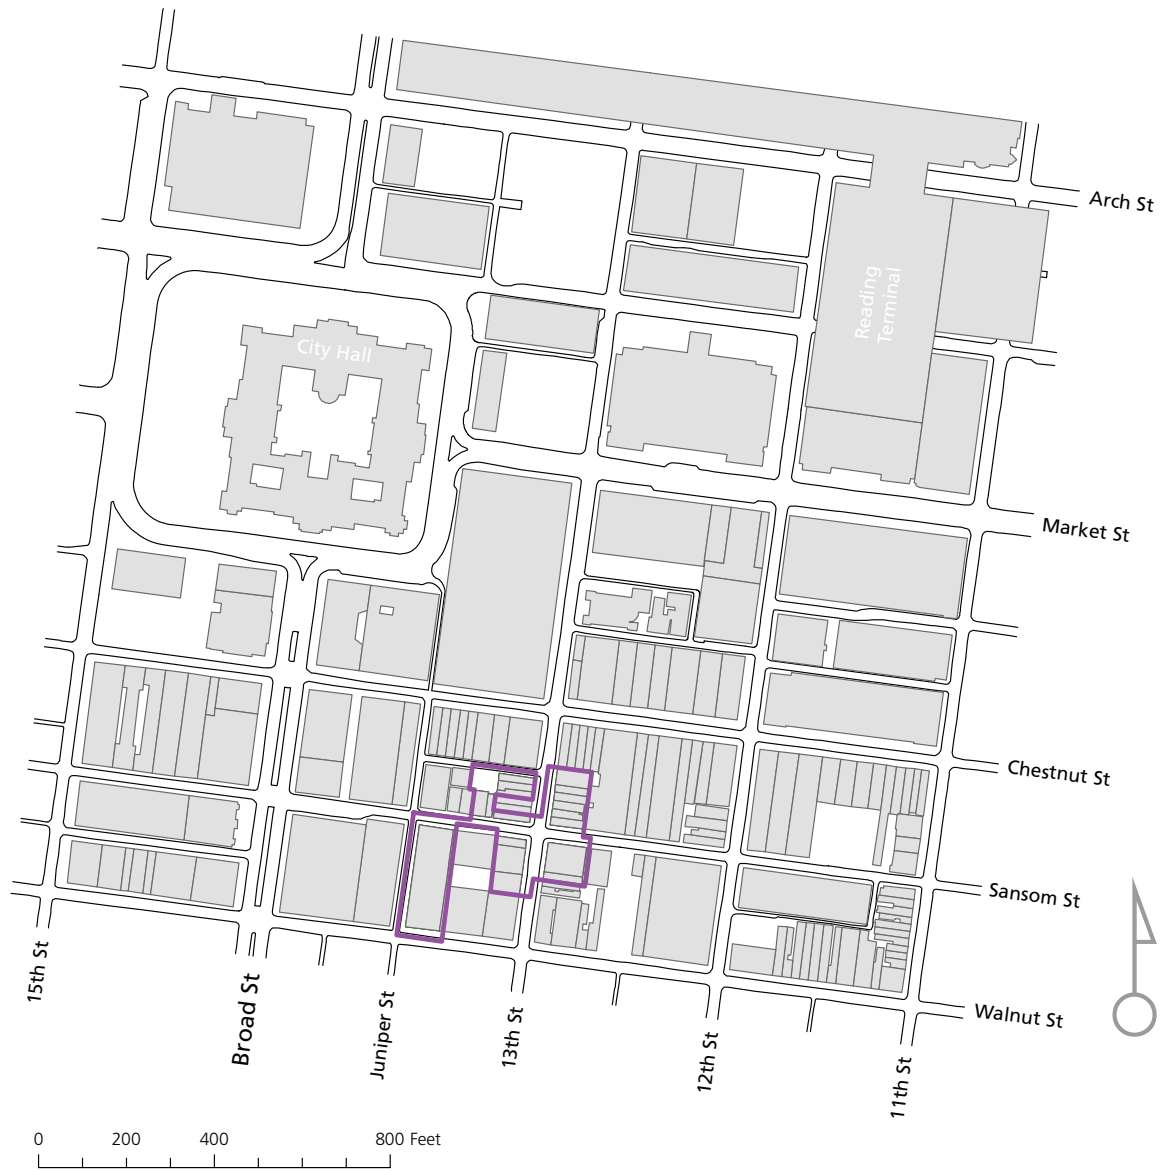 Arch St
Reading
Terminal
City Hall
Market St
Chestnut St
Sansom St
Walnut St
15th St
Broad St
Juniper St
13th St
12th St
11th St
0 200 400 800 Feet